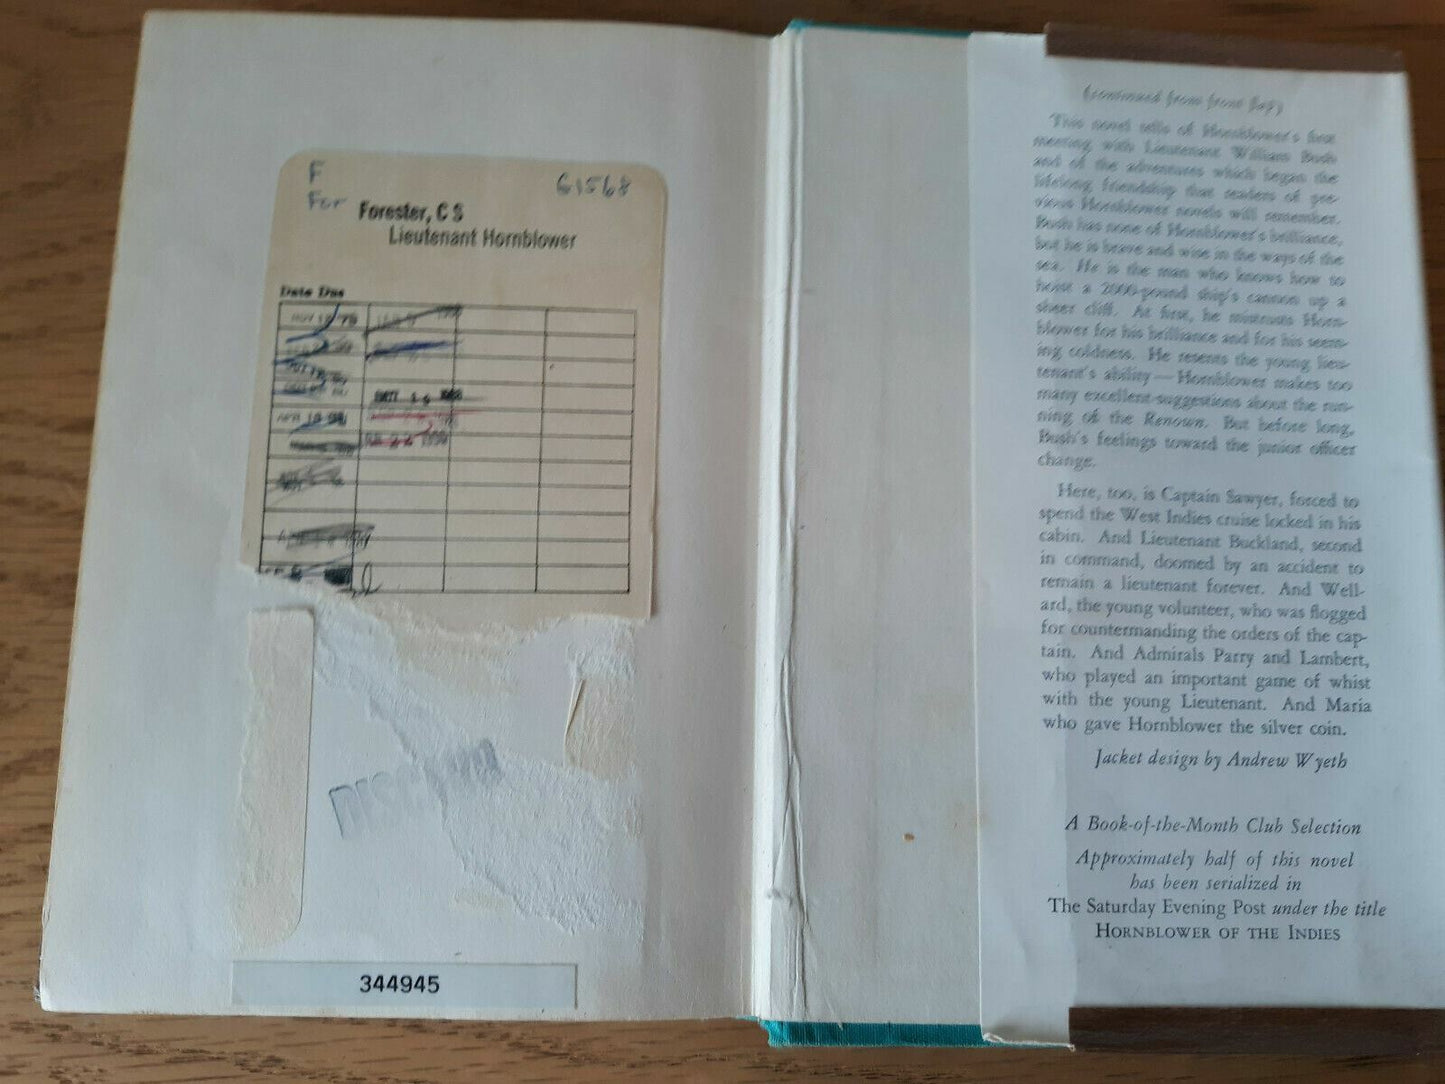 F
For
61568
Forester, C S
Lieutenant Hornblower
Date Due
344945
(continued from front flap)
This novel tells of Hornblower's first
meeting with Lieutenant William Bush
and of the adventures which began the
lifelong friendship that readers of pre-
vious Hornblower novels will remember.
Bush has none of Hornblower's brilliance,
but he is brave and wise in the ways of the
sea. He is the man who knows how to
hoist a 2000-pound ship's cannon up a
sheer cliff. At first, he mistrusts Horn-
blower for his brilliance and for his seem-
ing coldness. He resents the young lieu-
tenant's ability — Hornblower makes too
many excellent suggestions about the run-
ning of the Renown. But before long,
Bush's feelings toward the junior officer
change.
Here, too, is Captain Sawyer, forced to
spend the West Indies cruise locked in his
cabin. And Lieutenant Buckland, second
in command, doomed by an accident to
remain a lieutenant forever. And Well-
ard, the young volunteer, who was flogged
for countermanding the orders of the cap-
tain. And Admirals Parry and Lambert,
who played an important game of whist
with the young Lieutenant. And Maria
who gave Hornblower the silver coin.
Jacket design by Andrew Wyeth
A Book-of-the-Month Club Selection
Approximately half of this novel
has been serialized in
The Saturday Evening Post under the title
HORNBLOWER OF THE INDIES